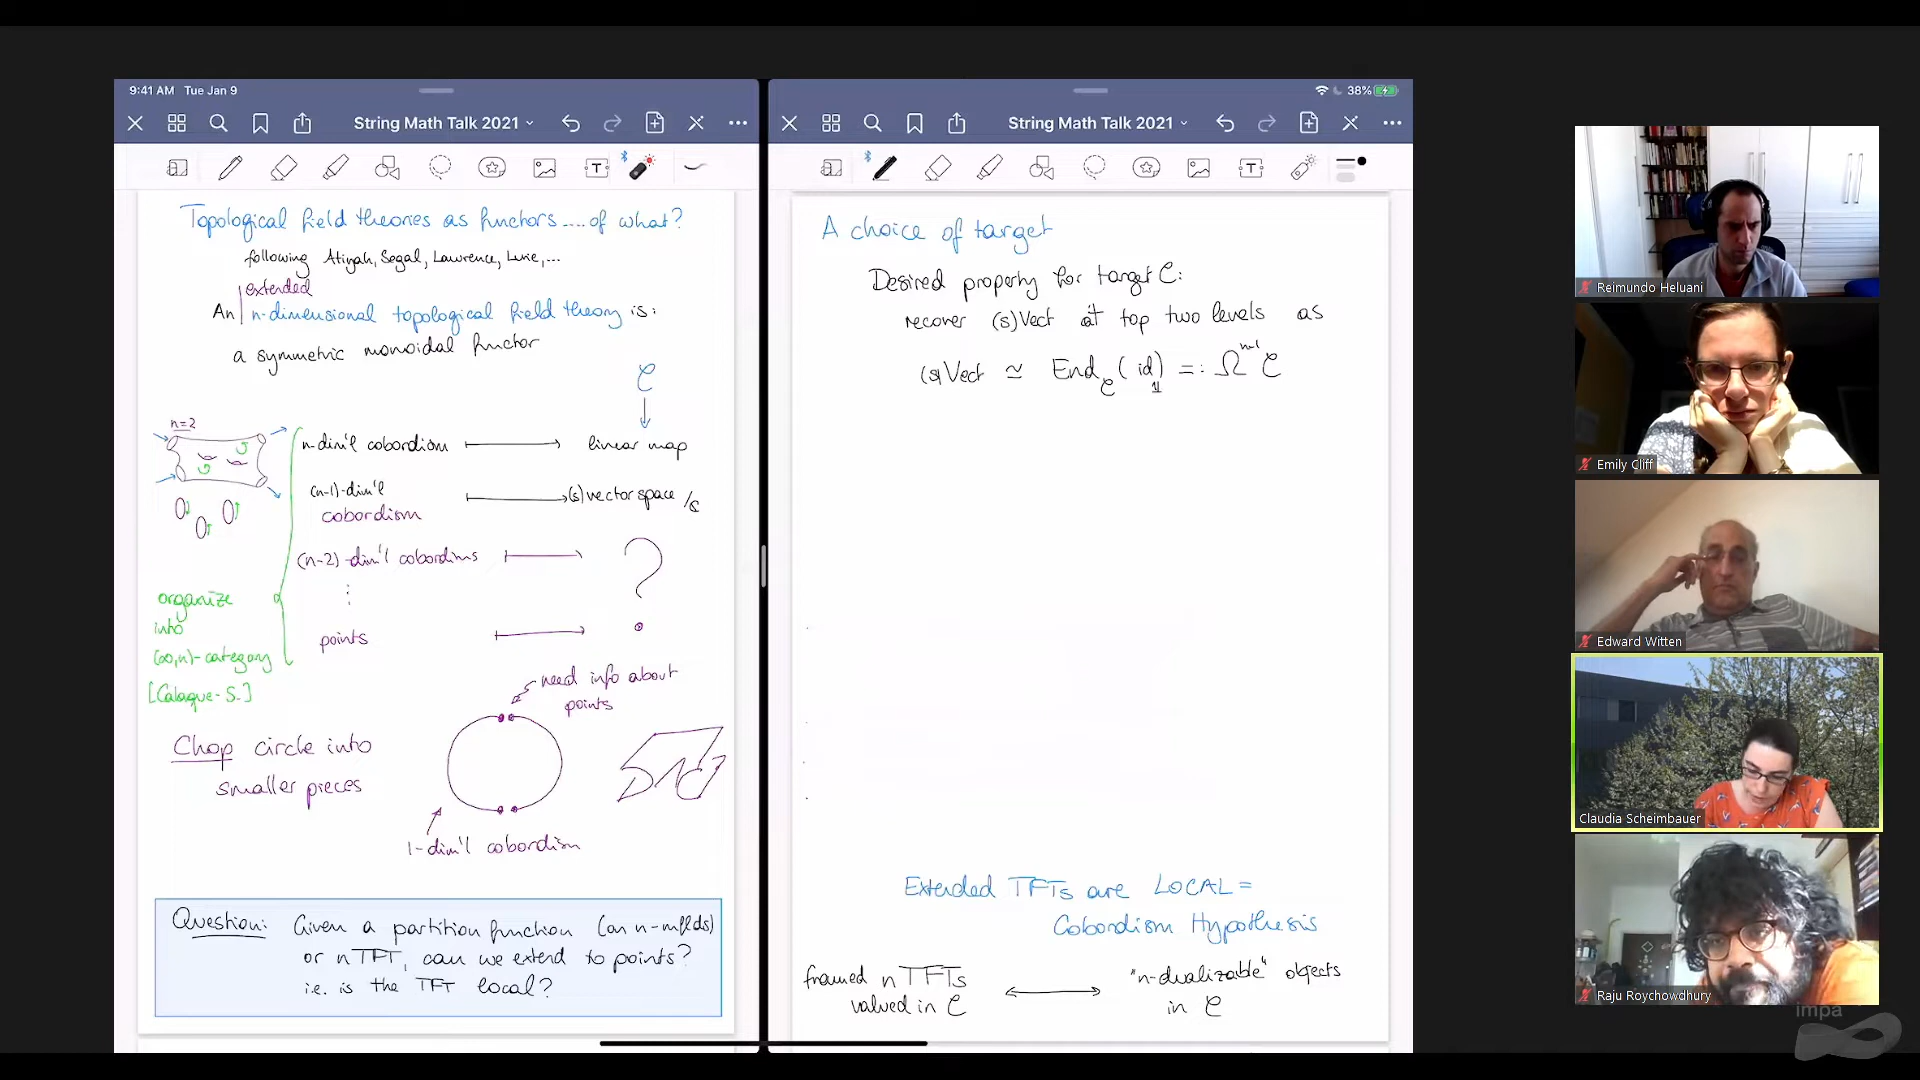 9:41 AM Tue Jan 9
String Math Talk 2021
T
Topological field theories as functors.... of what?
following Atiyah, Segal, Lawrence, Lurie,...
extended
An n-dimensional topological field theory is:
a symmetric monoidal functor
𝒞
n=2
n-dim'l cobordism ⟼ linear map
(n-1)-dim'l cobordism ⟼ (s)vector space/ℂ
(n-2)-dim'l cobordisms ⟼ ?
⋮
points ⟼
organize
into
(∞,n)-category
[Calaque-S.]
need info about
points
Chop circle into
smaller pieces
1-dim'l cobordism
Question: Given a partition function (on n-mflds)
or nTFT, can we extend to points?
i.e. is the TFT local?
38%
String Math Talk 2021
T
A choice of target
Desired property for target 𝒞:
recover (s)Vect at top two levels as
(s)Vect ≃ End_𝒞(id_𝟙) =: Ω^{n-1} 𝒞
Extended TFTs are LOCAL =
Cobordism Hypothesis
framed nTFTs
valued in 𝒞
⟷
"n-dualizable" objects
in 𝒞
Reimundo Heluani
Emily Cliff
Edward Witten
Claudia Scheimbauer
Raju Roychowdhury
impa